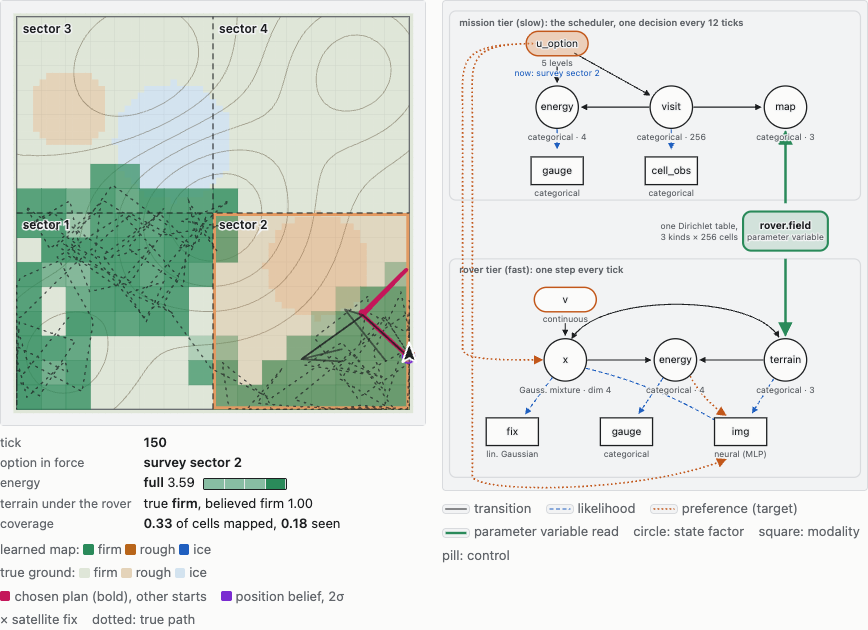 sector 3
sector 4
sector 1
sector 2
tick 150
option in force survey sector 2
energy full 3.59
terrain under the rover true firm, believed firm 1.00
coverage 0.33 of cells mapped, 0.18 seen
learned map: firm rough ice
true ground: firm rough ice
chosen plan (bold), other starts position belief, 2σ
× satellite fix dotted: true path
mission tier (slow): the scheduler, one decision every 12 ticks
u_option
5 levels
now: survey sector 2
energy
visit
map
categorical · 4
categorical · 256
categorical · 3
gauge
cell_obs
categorical
categorical
one Dirichlet table,
3 kinds × 256 cells
rover.field
parameter variable
rover tier (fast): one step every tick
v
continuous
x
energy
terrain
Gauss. mixture · dim 4
categorical · 4
categorical · 3
fix
gauge
img
lin. Gaussian
categorical
neural (MLP)
transition likelihood preference (target)
parameter variable read circle: state factor square: modality
pill: control